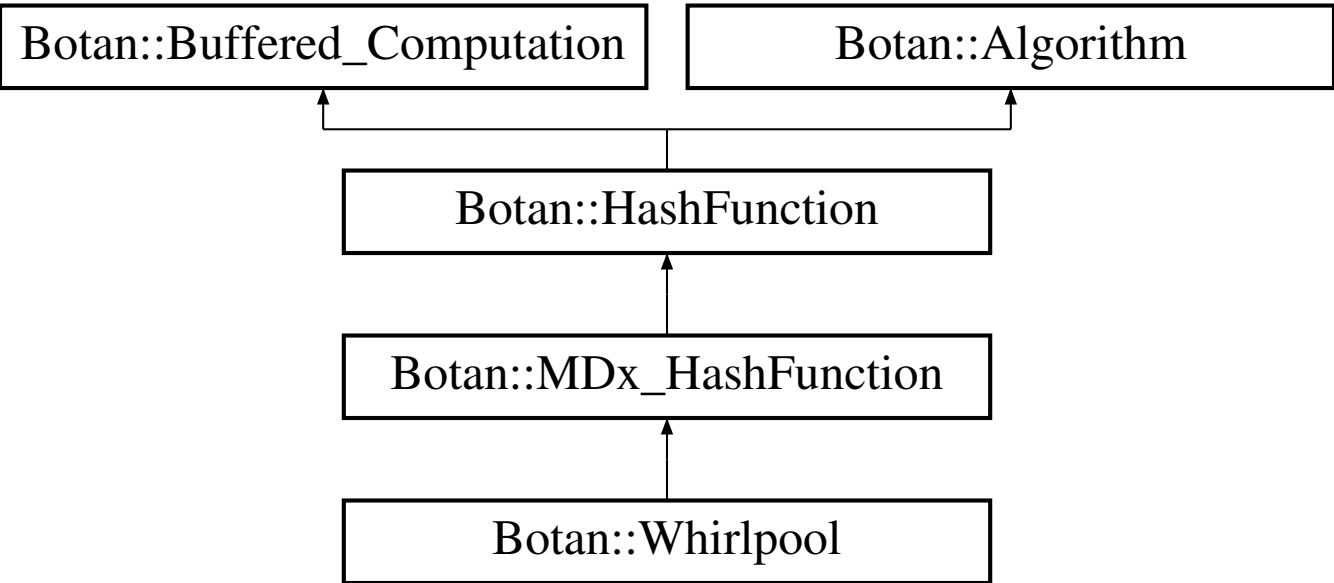 Botan::Buffered_Computation
Botan::Algorithm
Botan::HashFunction
Botan::MDx_HashFunction
Botan::Whirlpool